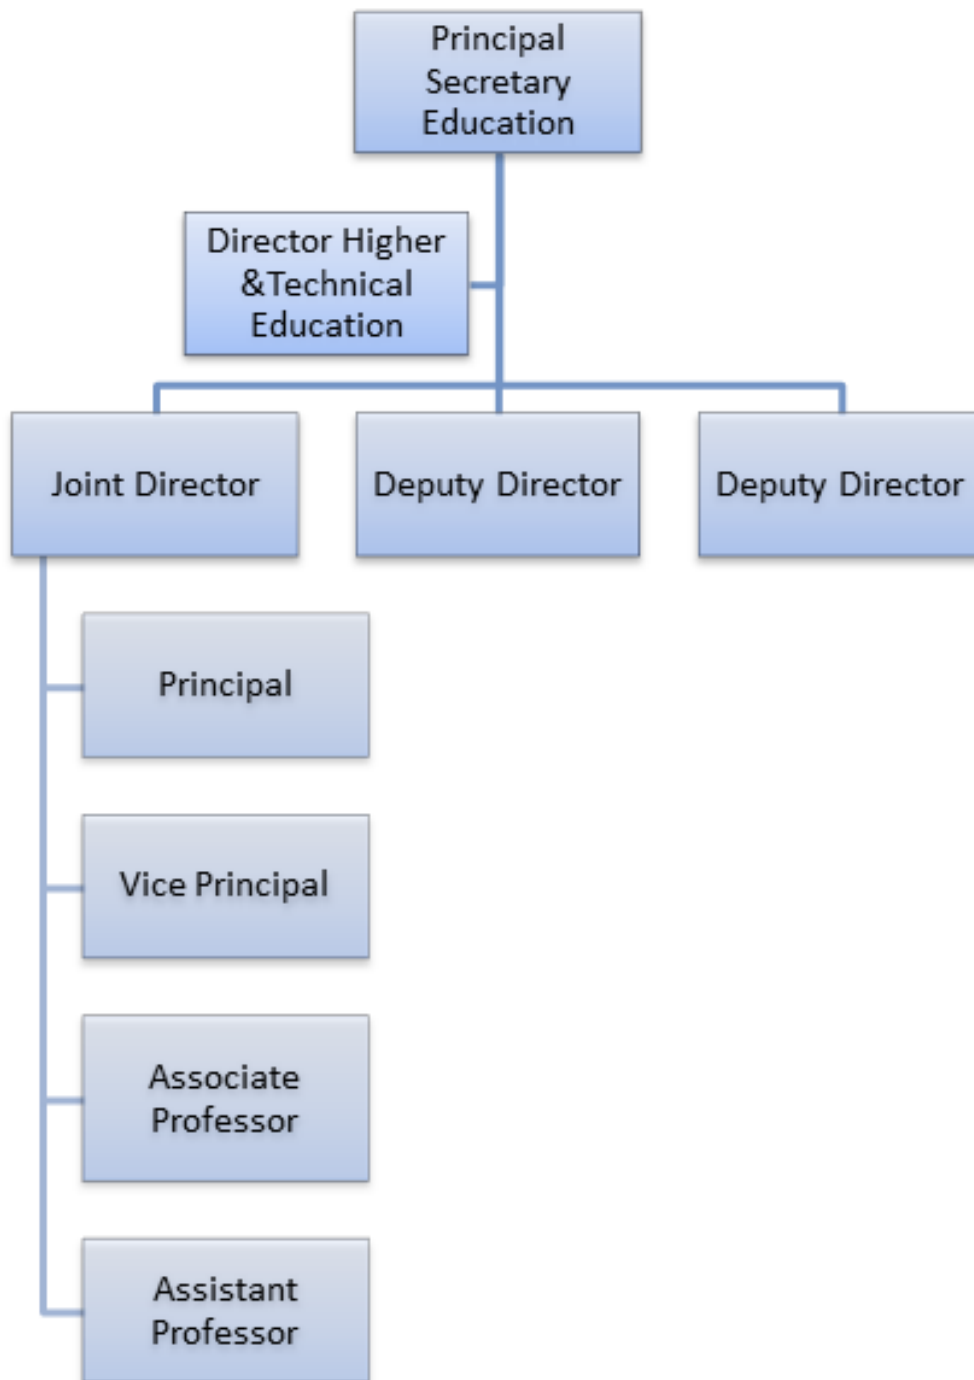 Principal
Secretary
Education
Director Higher
&Technical
Education
Joint Director
Deputy Director
Deputy Director
Principal
Vice Principal
Associate
Professor
Assistant
Professor